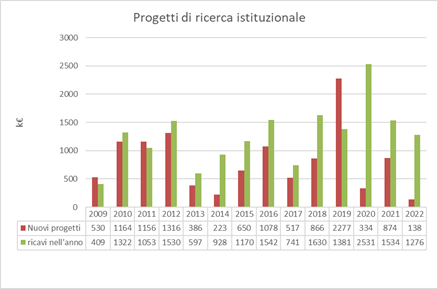 Progetti di ricerca istituzionale
3000
2500
2000
1500
1000
500
0
k€
2009 2010 2011 2012 2013 2014 2015 2016 2017 2018 2019 2020 2021 2022
Nuovi progetti 530 1164 1156 1316 386 223 650 1078 517 866 2277 334 874 138
ricavi nell'anno 409 1322 1053 1530 597 928 1170 1542 741 1630 1381 2531 1534 1276